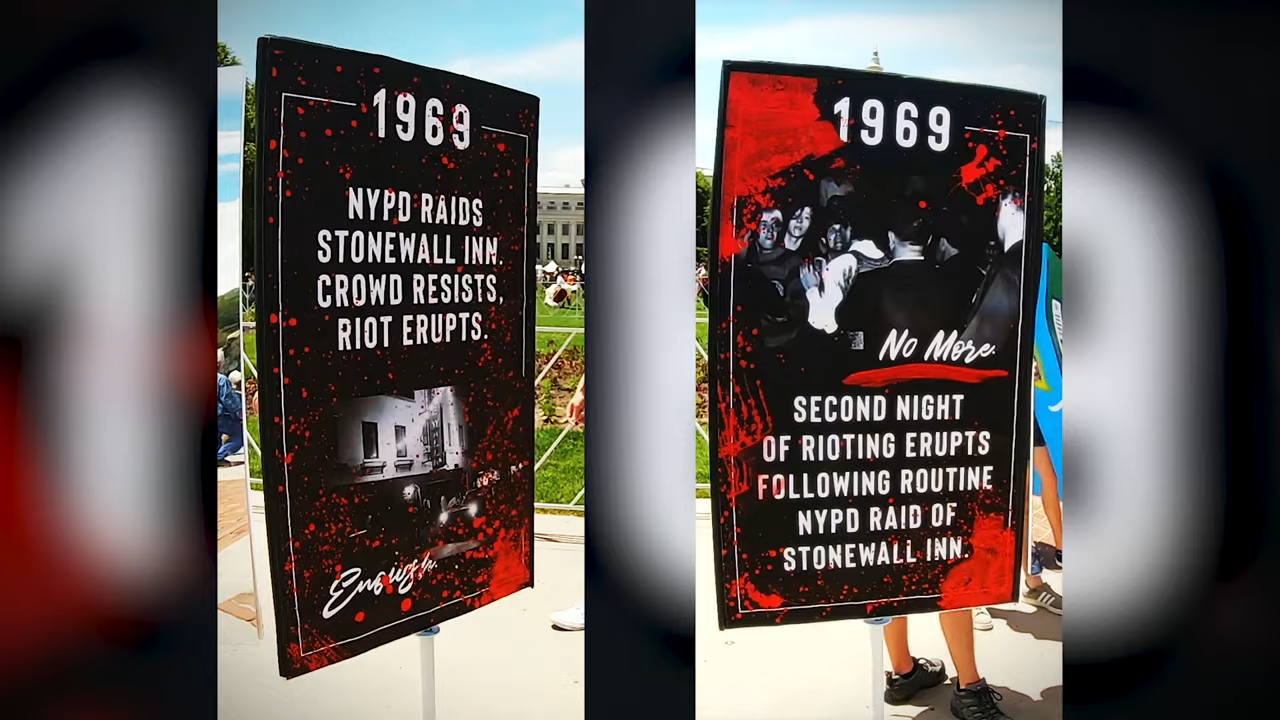 1969
NYPD RAIDS
STONEWALL INN.
CROWD RESISTS,
RIOT ERUPTS.
Enough.
1969
No More.
SECOND NIGHT
OF RIOTING ERUPTS
FOLLOWING ROUTINE
NYPD RAID OF
STONEWALL INN.